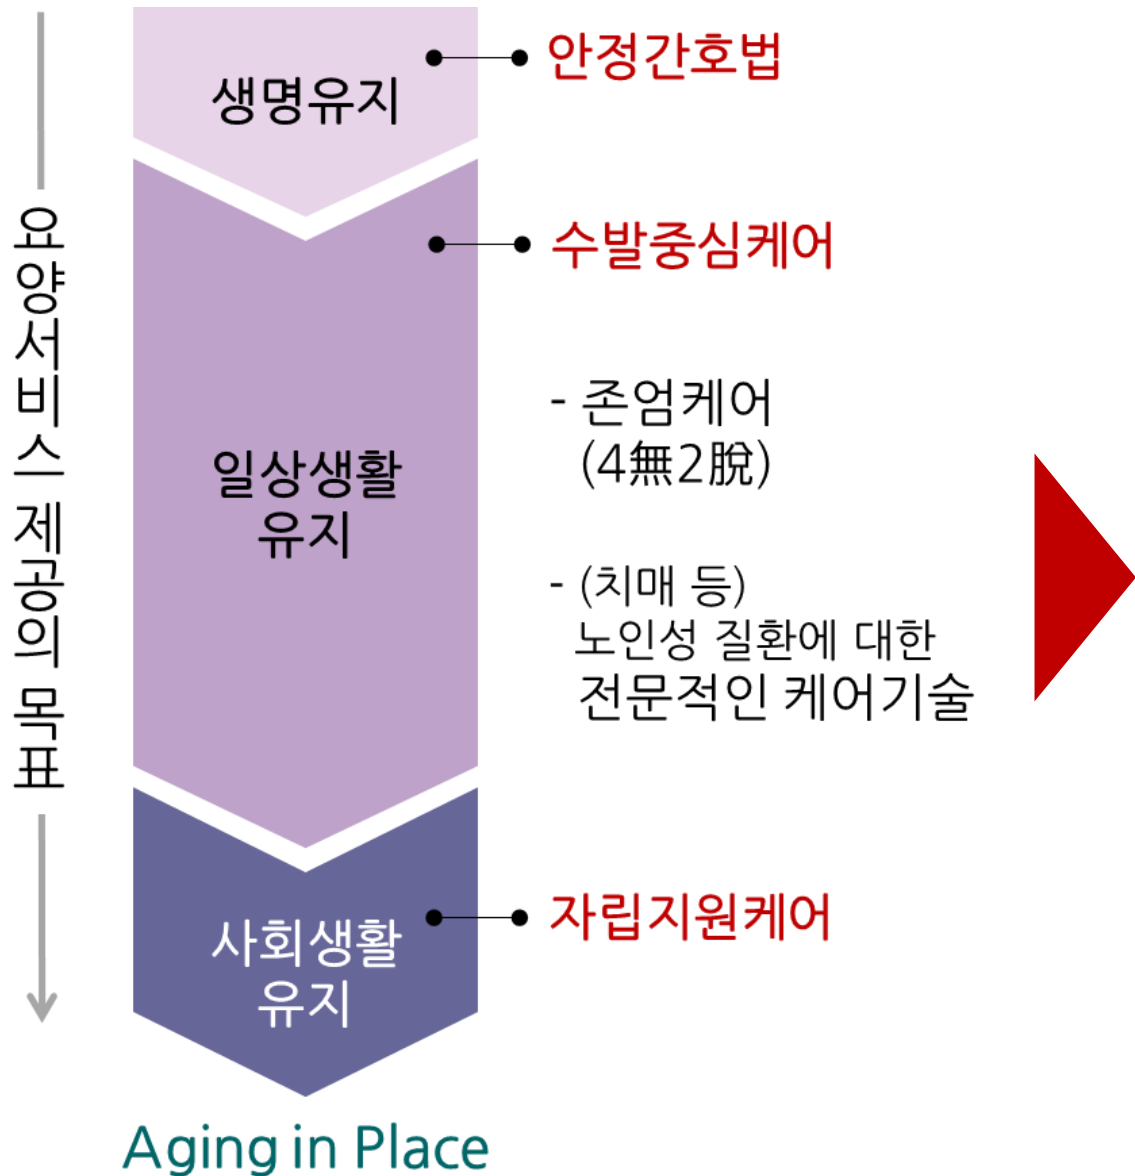 요양서비스 제공의 목표
생명유지
안정간호법
수발중심케어
일상생활
유지
- 존엄케어
(4無2脫)
- (치매 등)
노인성 질환에 대한
전문적인 케어기술
사회생활
유지
자립지원케어
Aging in Place